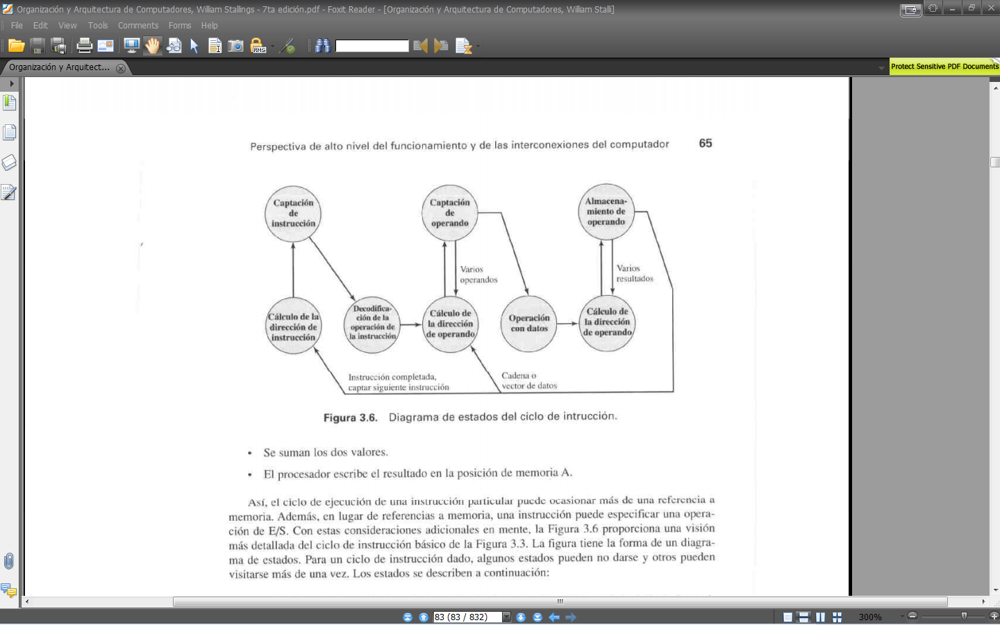 Organización y Arquitectura de Computadores, William Stallings - 7ta edición.pdf - Foxit Reader - [Organización y Arquitectura de Computadores, William Stalli]
File Edit View Tools Comments Forms Help
RMS
Organización y Arquitect...
Protect Sensitive PDF Documents
Perspectiva de alto nivel del funcionamiento y de las interconexiones del computador 65
Captación
de
instrucción
Captación
de
operando
Almacena-
miento de
operando
Varios
operandos
Varios
resultados
Cálculo de la
dirección de
instrucción
Decodifica-
ción de la
operación de
la instrucción
Cálculo de
la dirección
de operando
Operación
con datos
Cálculo de
la dirección
de operando
Instrucción completada,
captar siguiente instrucción
Cadena o
vector de datos
Figura 3.6. Diagrama de estados del ciclo de intrucción.
• Se suman los dos valores.
• El procesador escribe el resultado en la posición de memoria A.
Así, el ciclo de ejecución de una instrucción particular puede ocasionar más de una referencia a
memoria. Además, en lugar de referencias a memoria, una instrucción puede especificar una opera-
ción de E/S. Con estas consideraciones adicionales en mente, la Figura 3.6 proporciona una visión
más detallada del ciclo de instrucción básico de la Figura 3.3. La figura tiene la forma de un diagra-
ma de estados. Para un ciclo de instrucción dado, algunos estados pueden no darse y otros pueden
visitarse más de una vez. Los estados se describen a continuación:
83 (83 / 832)
300%